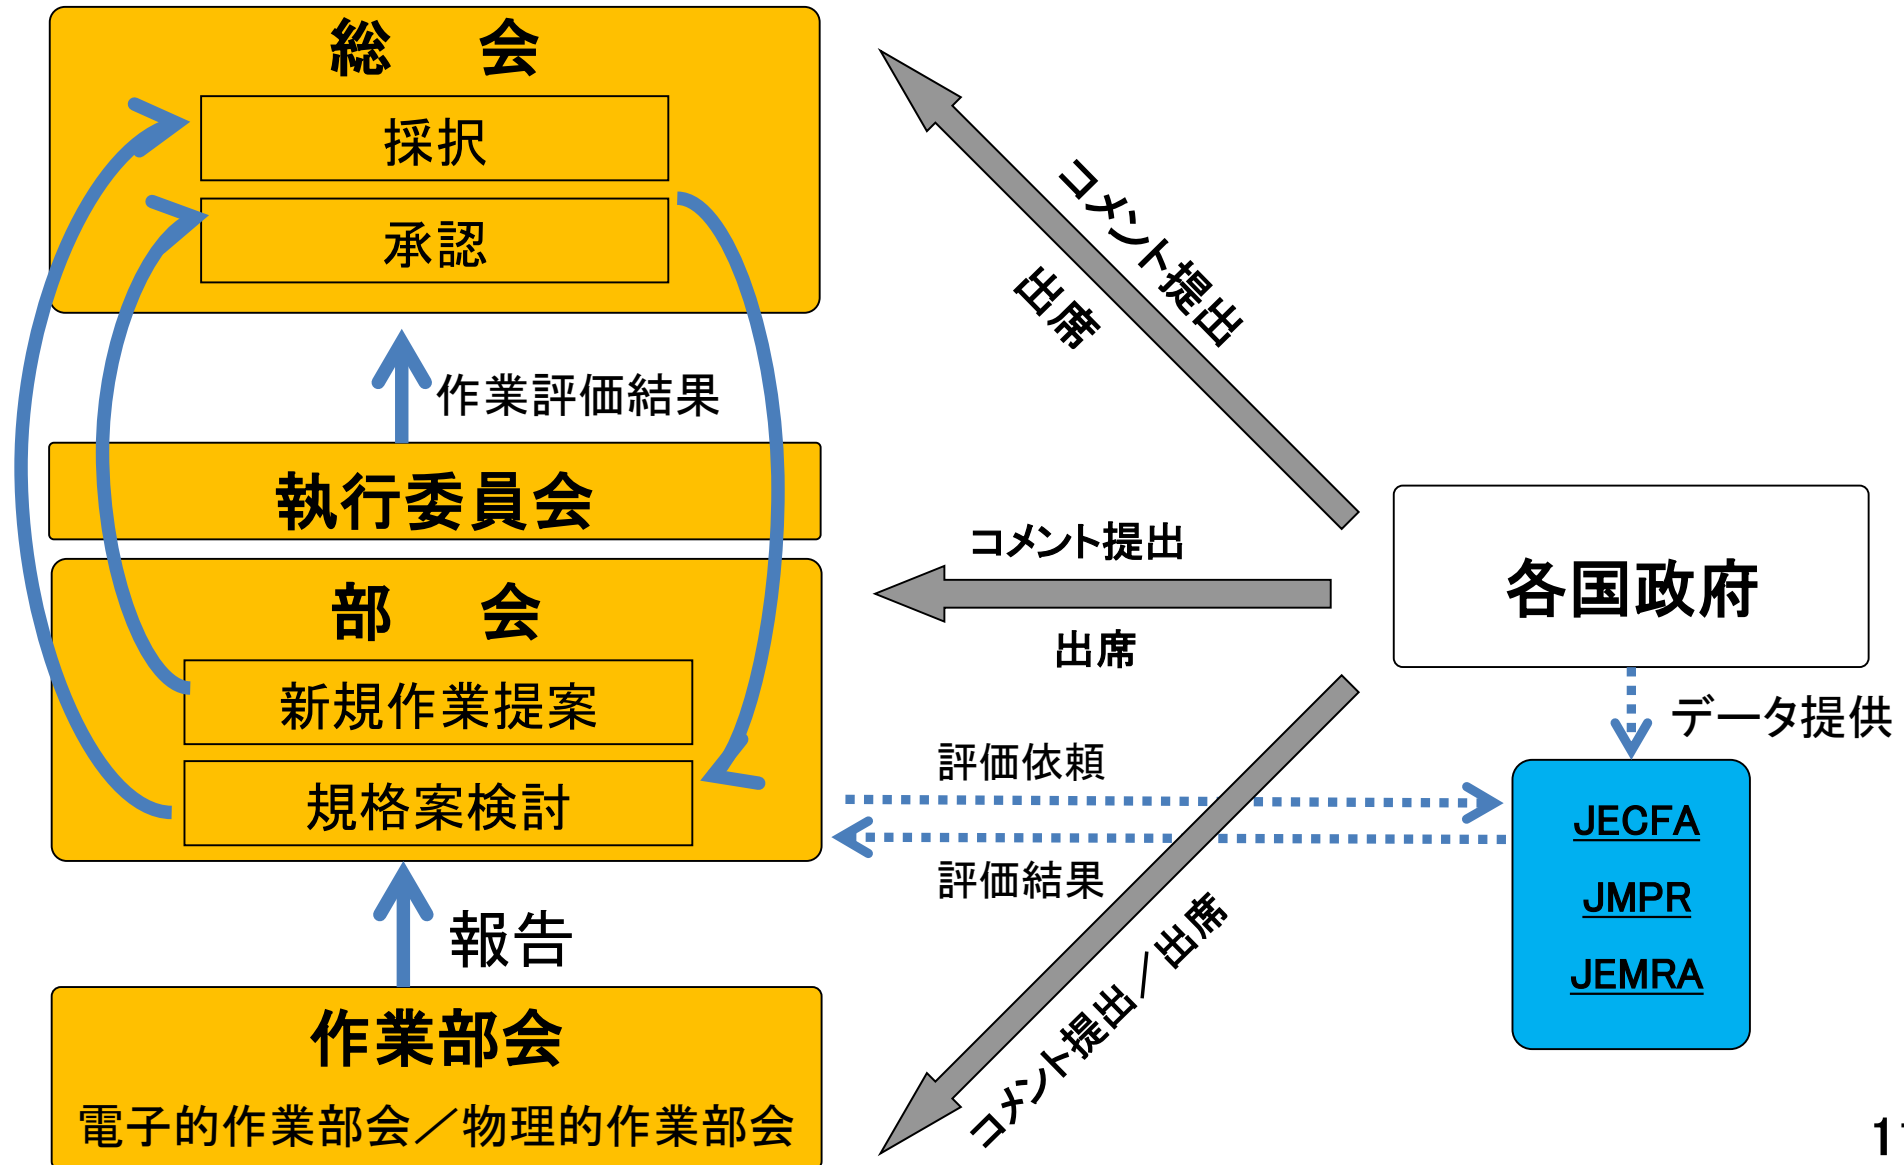 総 会
採択
承認
作業評価結果
執行委員会
部 会
新規作業提案
規格案検討
報告
作業部会
電子的作業部会／物理的作業部会
コメント提出
出席
コメント提出
出席
評価依頼
評価結果
コメント提出／出席
各国政府
データ提供
JECFA
JMPR
JEMRA